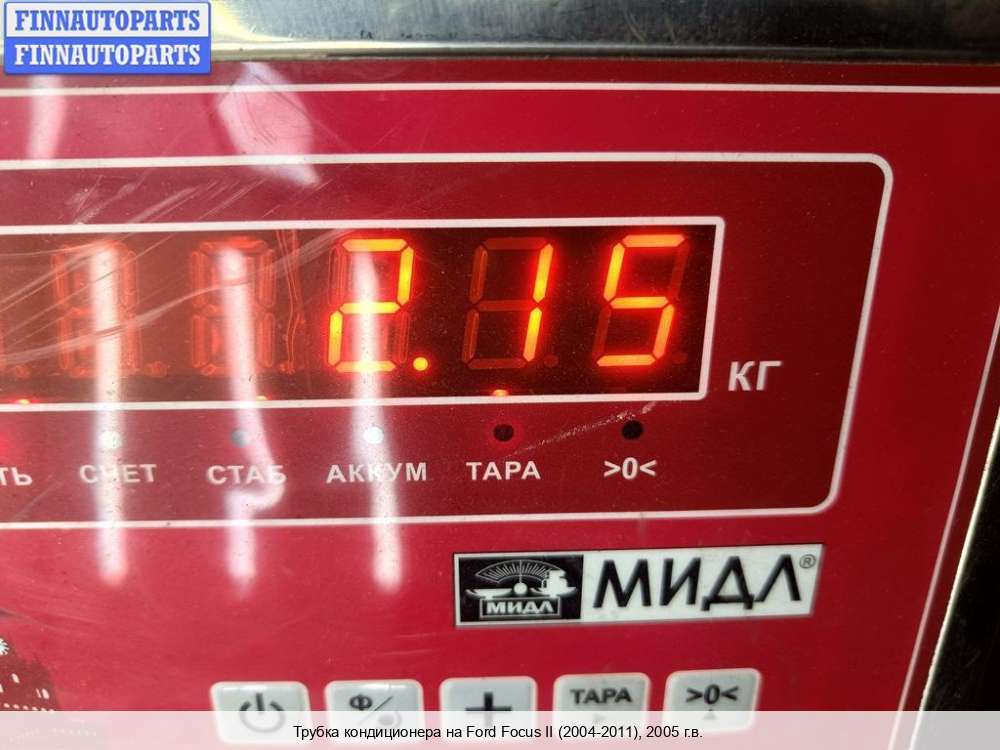 FINNAUTOPARTS
FINNAUTOPARTS
2.15
КГ
ТЬ СЧЕТ СТАБ АККУМ ТАРА >0<
МИДЛ МИДЛ®
Ф + ТАРА >0<
Трубка кондиционера на Ford Focus II (2004-2011), 2005 г.в.